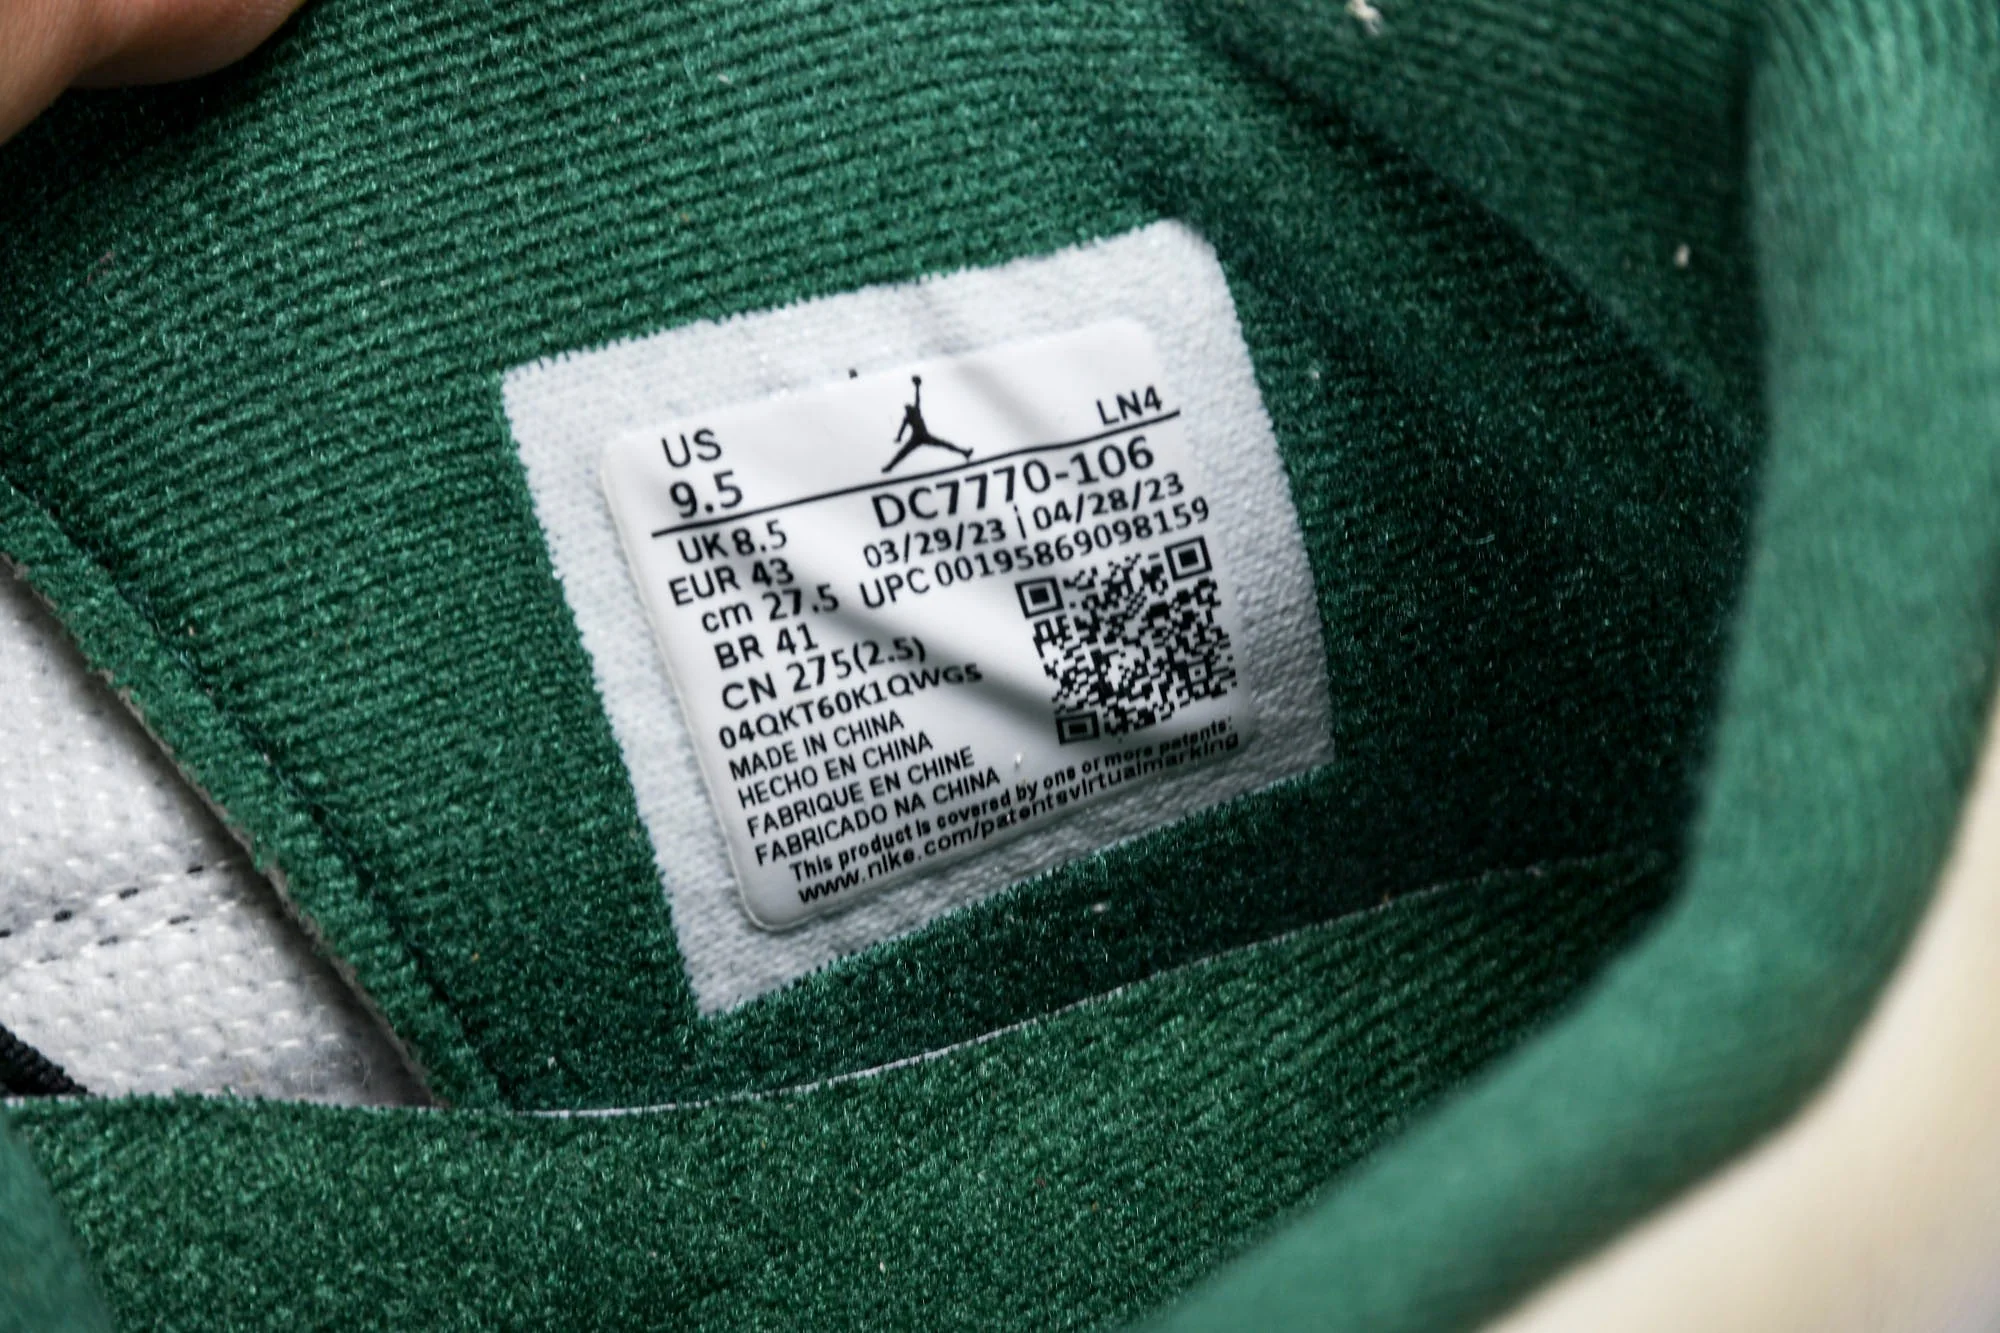 US LN4
9.5 DC7770-106
UK 8.5 03/29/23 | 04/28/23
EUR 43 UPC 00195869098159
cm 27.5
BR 41
CN 275(2.5)
04QKT60K1QWGS
MADE IN CHINA
HECHO EN CHINA
FABRIQUE EN CHINE
FABRICADO NA CHINA
This product is covered by one or more patents:
www.nike.com/patentsvirtualmarking